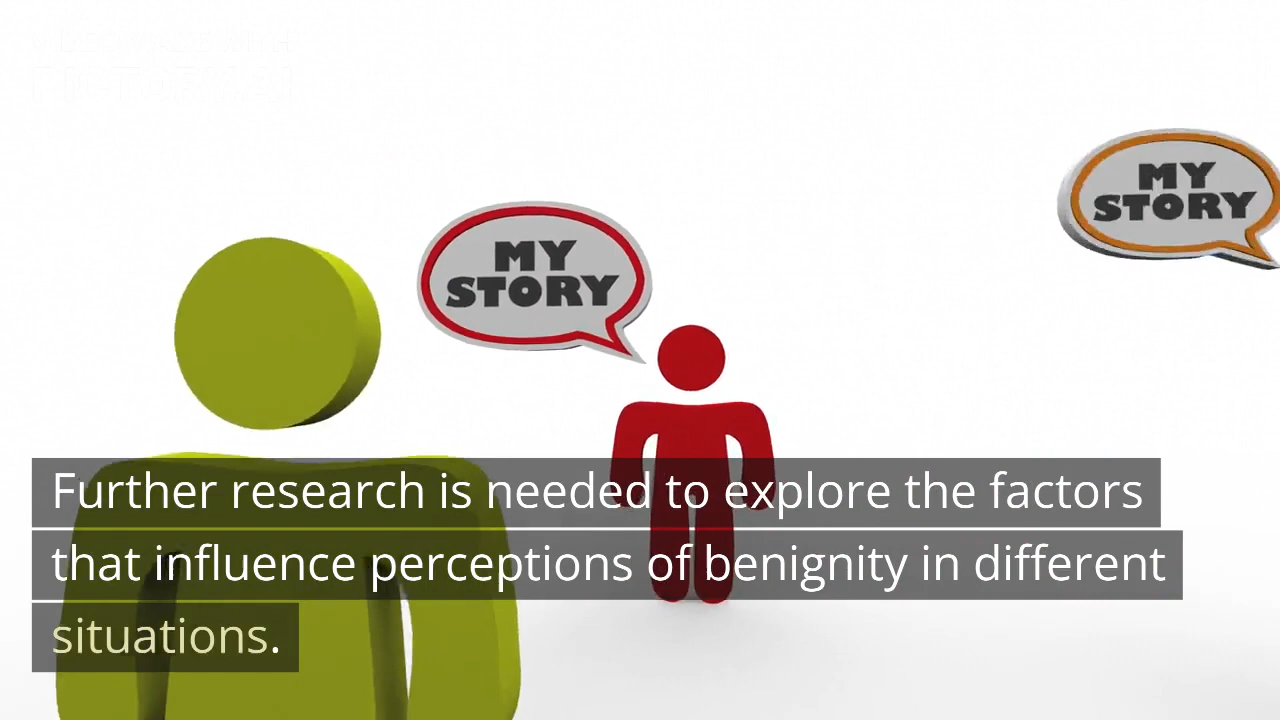 MY
STORY
MY
STORY
Further research is needed to explore the factors
that influence perceptions of benignity in different
situations.